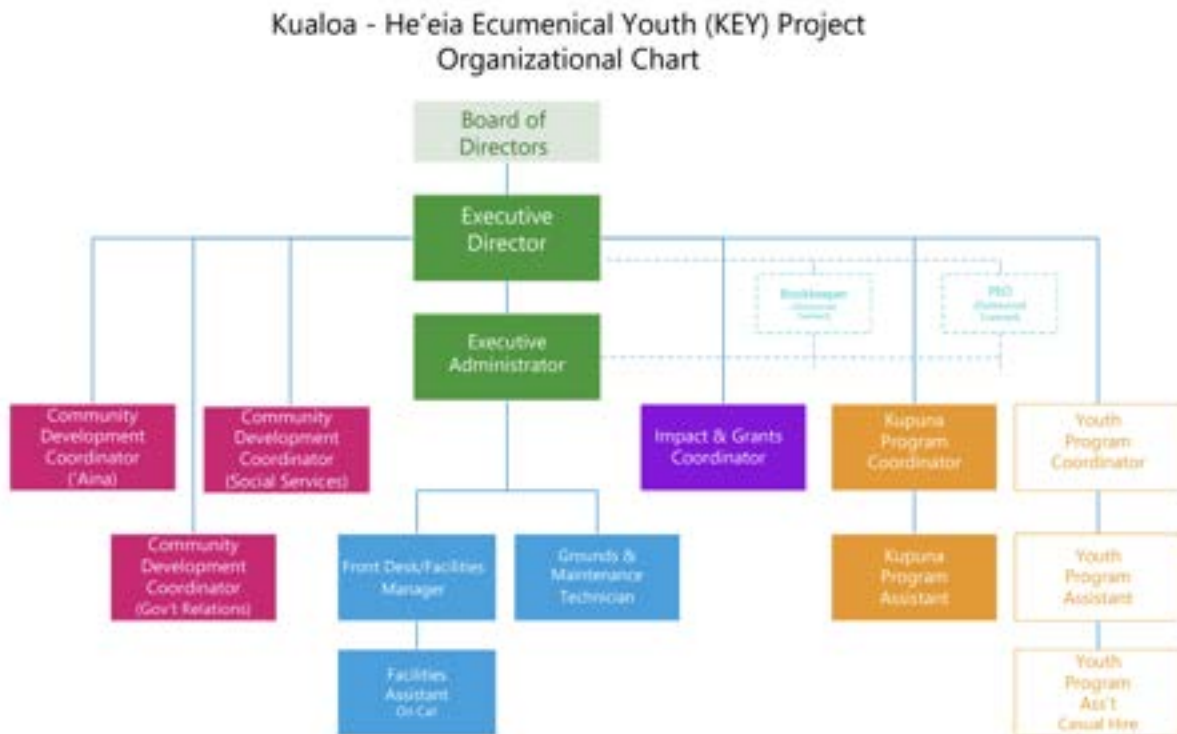 Kualoa - He'eia Ecumenical Youth (KEY) Project
Organizational Chart
Board of
Directors
Executive
Director
Bookkeeper
PEO
Executive
Administrator
Community
Development
Coordinator
('Aina)
Community
Development
Coordinator
(Social Services)
Impact & Grants
Coordinator
Kupuna
Program
Coordinator
Youth
Program
Coordinator
Community
Development
Coordinator
(Gov't Relations)
Front Desk/Facilities
Manager
Grounds &
Maintenance
Technician
Kupuna
Program
Assistant
Youth
Program
Assistant
Facilities
Assistant
On Call
Youth
Program
Ass't
Casual Hire